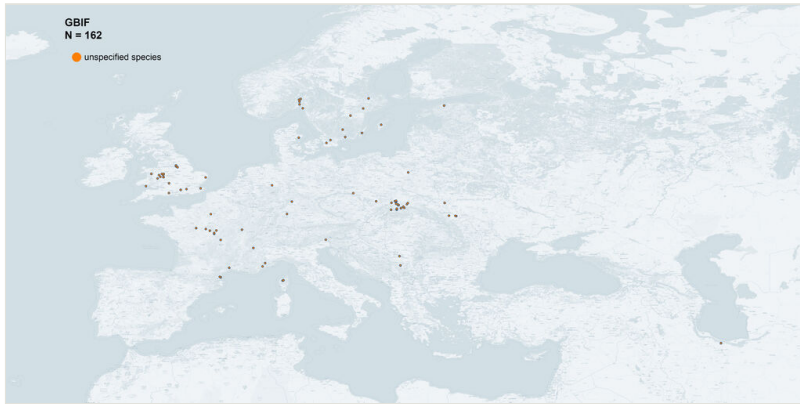 GBIF
N = 162
unspecified species